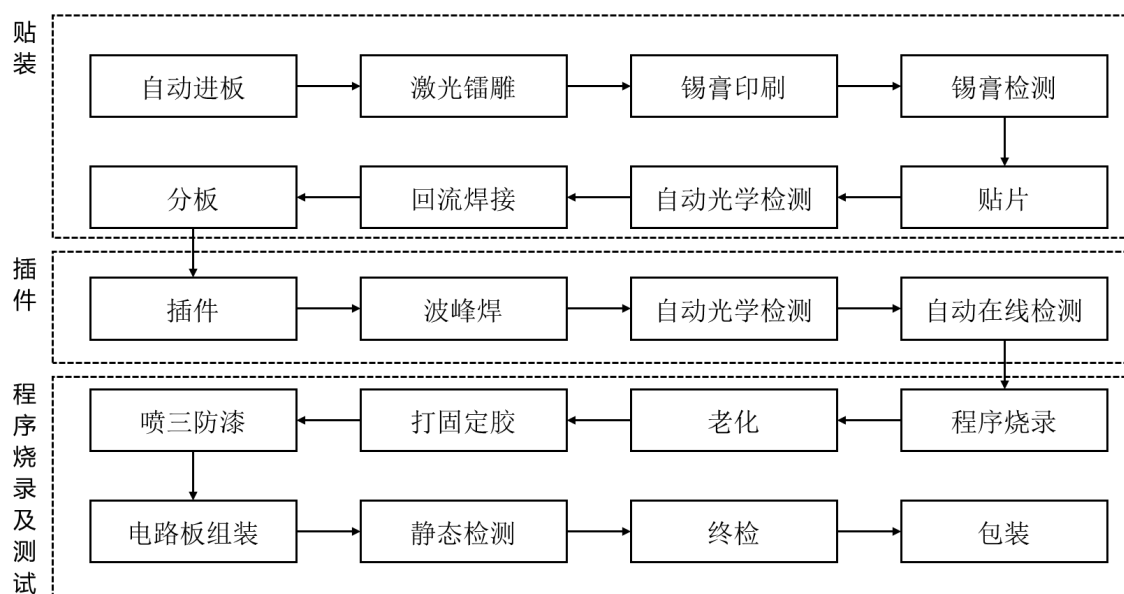 贴装
自动进板
激光镭雕
锡膏印刷
锡膏检测
分板
回流焊接
自动光学检测
贴片
插件
插件
波峰焊
自动光学检测
自动在线检测
程序烧录及测试
喷三防漆
打固定胶
老化
程序烧录
电路板组装
静态检测
终检
包装